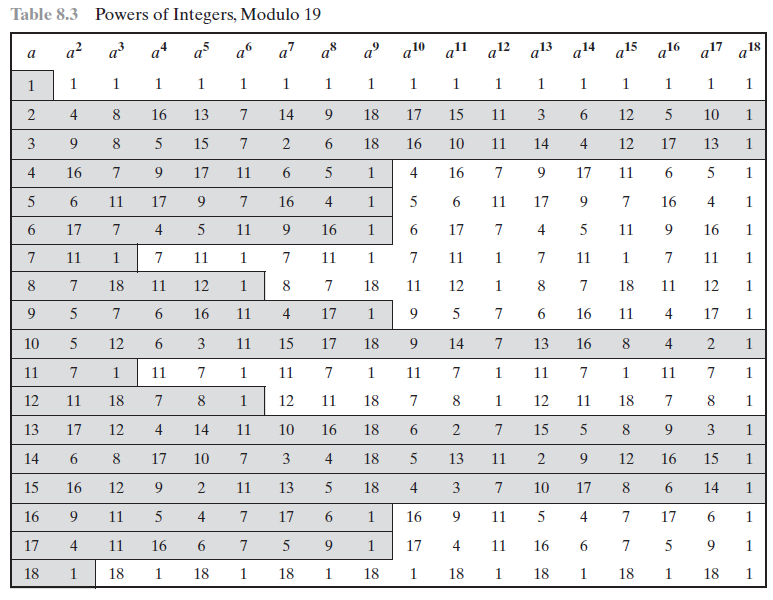 Table 8.3 Powers of Integers, Modulo 19
a a² a³ a⁴ a⁵ a⁶ a⁷ a⁸ a⁹ a¹⁰ a¹¹ a¹² a¹³ a¹⁴ a¹⁵ a¹⁶ a¹⁷ a¹⁸
1 1 1 1 1 1 1 1 1 1 1 1 1 1 1 1 1 1
2 4 8 16 13 7 14 9 18 17 15 11 3 6 12 5 10 1
3 9 8 5 15 7 2 6 18 16 10 11 14 4 12 17 13 1
4 16 7 9 17 11 6 5 1 4 16 7 9 17 11 6 5 1
5 6 11 17 9 7 16 4 1 5 6 11 17 9 7 16 4 1
6 17 7 4 5 11 9 16 1 6 17 7 4 5 11 9 16 1
7 11 1 7 11 1 7 11 1 7 11 1 7 11 1 7 11 1
8 7 18 11 12 1 8 7 18 11 12 1 8 7 18 11 12 1
9 5 7 6 16 11 4 17 1 9 5 7 6 16 11 4 17 1
10 5 12 6 3 11 15 17 18 9 14 7 13 16 8 4 2 1
11 7 1 11 7 1 11 7 1 11 7 1 11 7 1 11 7 1
12 11 18 7 8 1 12 11 18 7 8 1 12 11 18 7 8 1
13 17 12 4 14 11 10 16 18 6 2 7 15 5 8 9 3 1
14 6 8 17 10 7 3 4 18 5 13 11 2 9 12 16 15 1
15 16 12 9 2 11 13 5 18 4 3 7 10 17 8 6 14 1
16 9 11 5 4 7 17 6 1 16 9 11 5 4 7 17 6 1
17 4 11 16 6 7 5 9 1 17 4 11 16 6 7 5 9 1
18 1 18 1 18 1 18 1 18 1 18 1 18 1 18 1 18 1